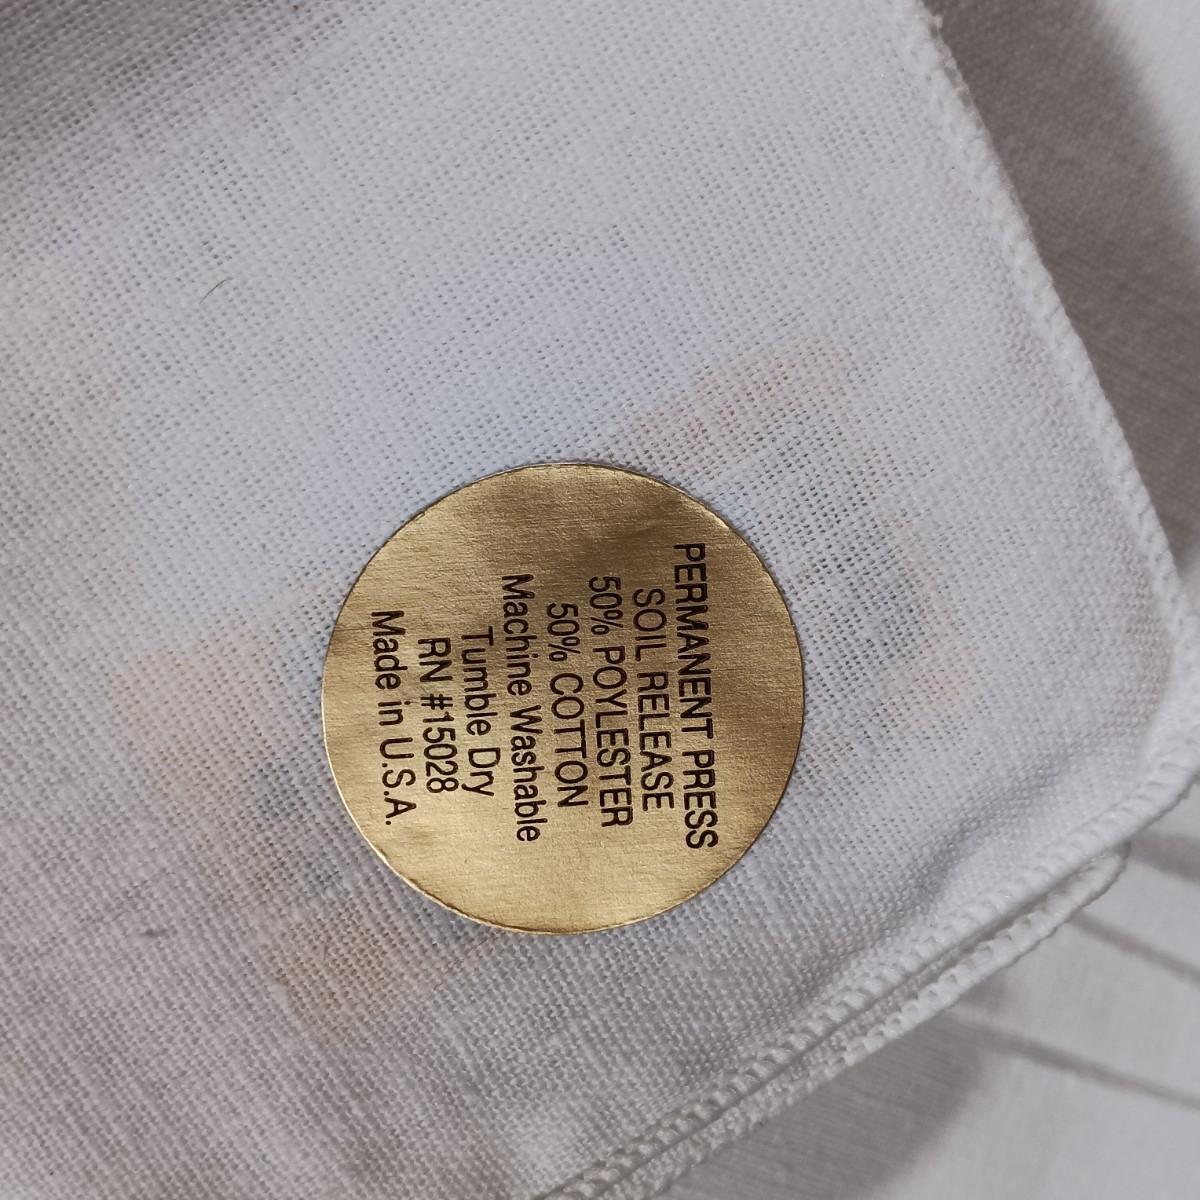 PERMANENT PRESS
SOIL RELEASE
50% POYLESTER
50% COTTON
Machine Washable
Tumble Dry
RN #15028
Made in U.S.A.